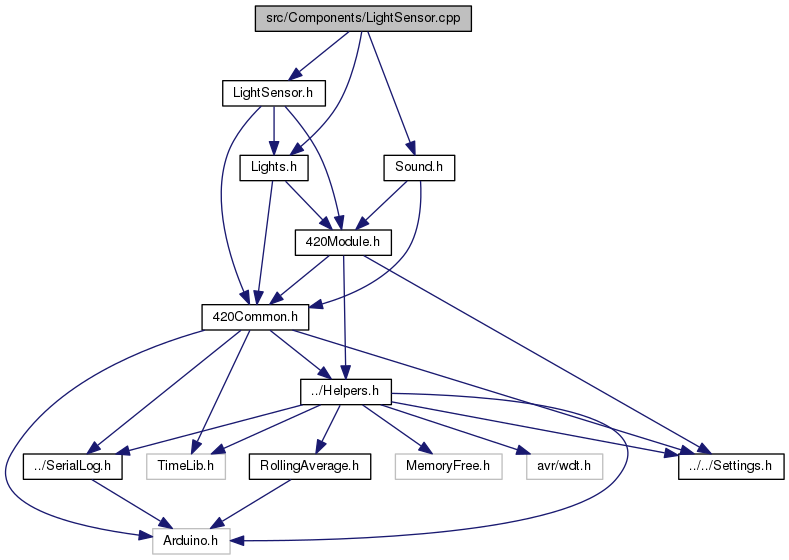 src/Components/LightSensor.cpp
LightSensor.h
Lights.h
Sound.h
420Module.h
420Common.h
../Helpers.h
../SerialLog.h
TimeLib.h
RollingAverage.h
MemoryFree.h
avr/wdt.h
../../Settings.h
Arduino.h